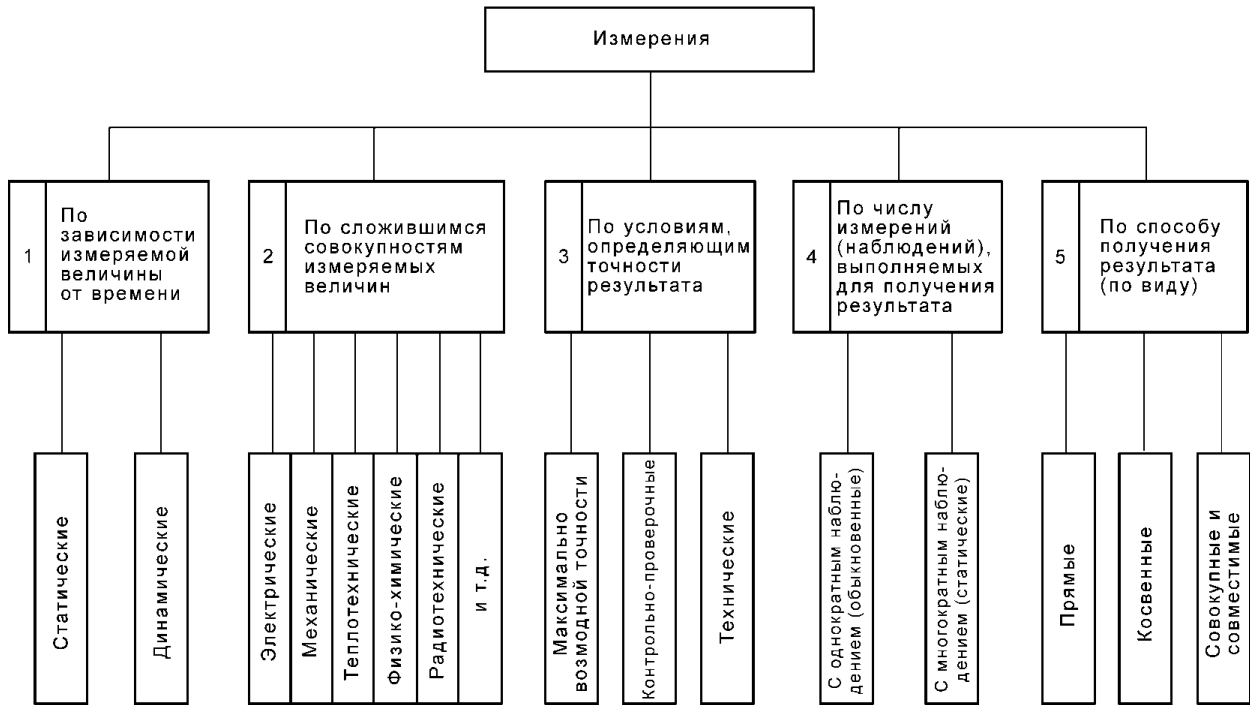 Измерения
1
По
зависимости
измеряемой
величины
от времени
2
По сложившимся
совокупностям
измеряемых
величин
3
По условиям,
определяющим
точности
результата
4
По числу
измерений
(наблюдений),
выполняемых
для получения
результата
5
По способу
получения
результата
(по виду)
Статические
Динамические
Электрические
Механические
Теплотехнические
Физико-химические
Радиотехнические
и т.д.
Максимально
возмодной точности
Контрольно-проверочные
Технические
С однократным наблю-
дением (обыкновенные)
С многократным наблю-
дением (статические)
Прямые
Косвенные
Совокупные и
совместимые